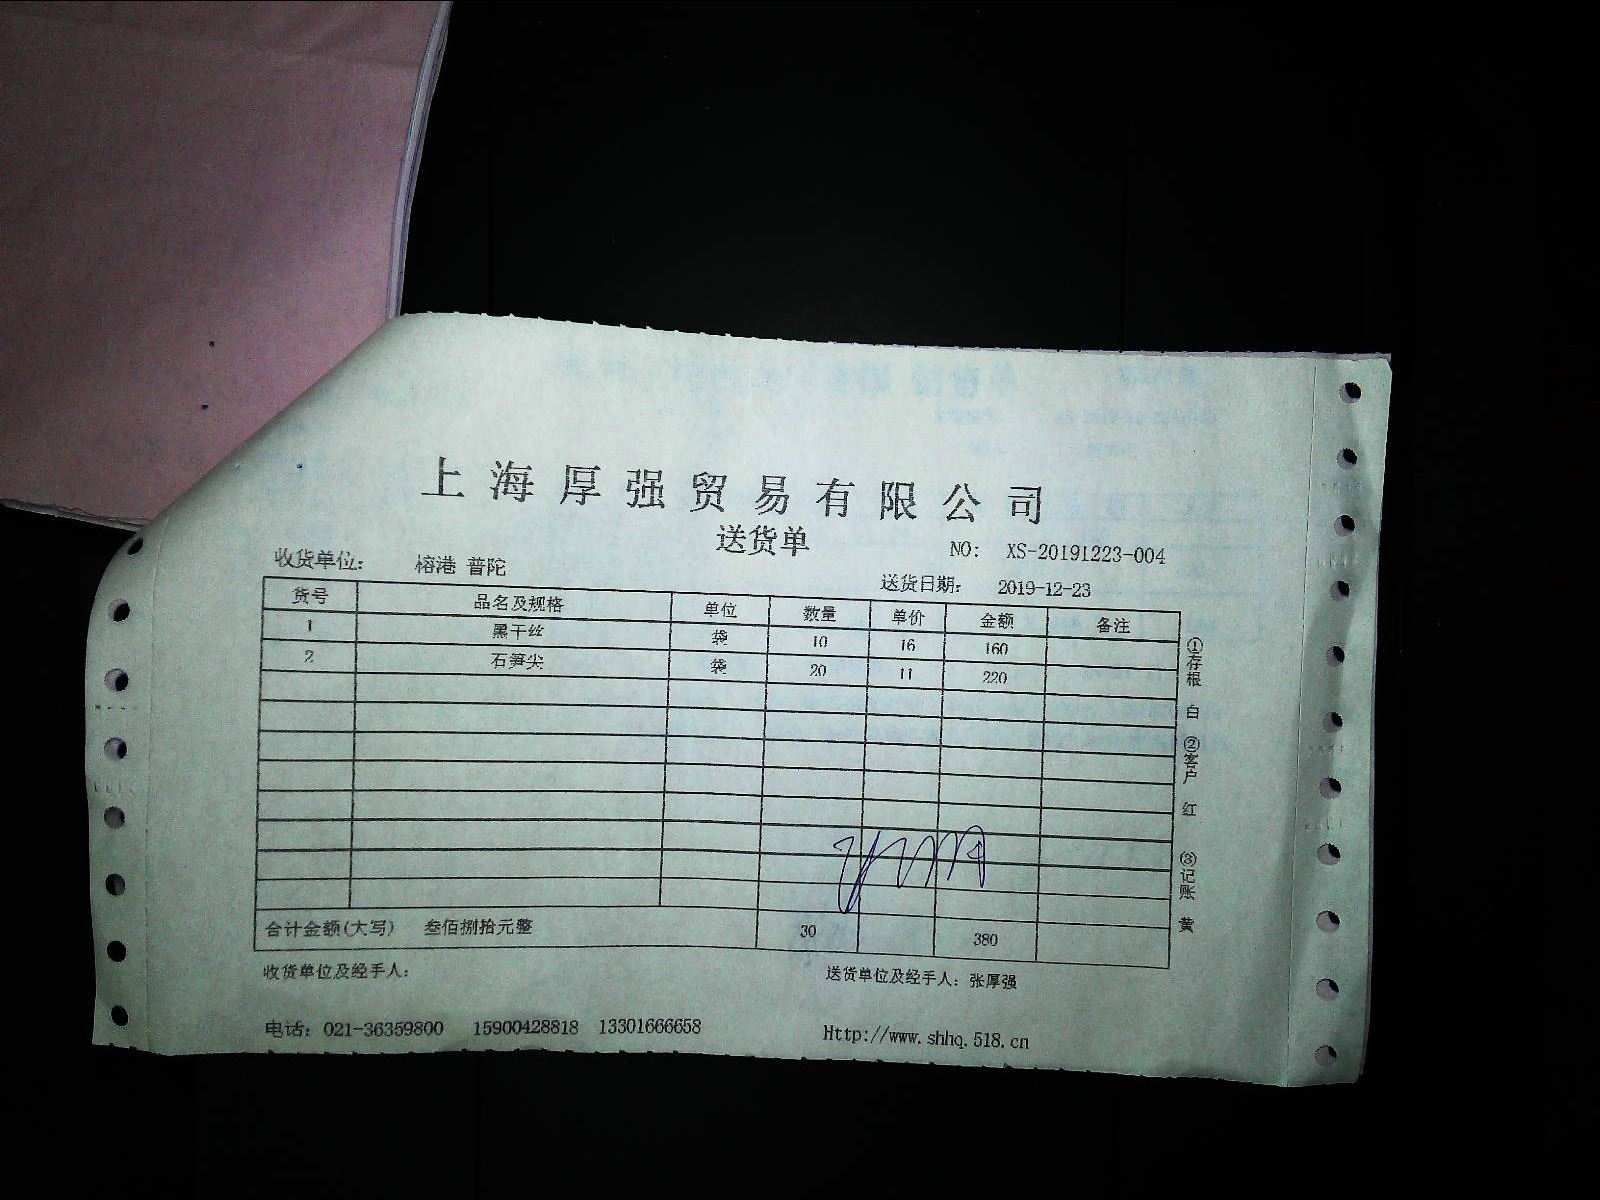 上海厚强贸易有限公司
送货单
NO: XS-20191223-004
收货单位: 榕港 普陀
送货日期: 2019-12-23
货号 品名及规格 单位 数量 单价 金额 备注
1 黑干丝 袋 10 16 160
2 石笋尖 袋 20 11 220
合计金额(大写) 叁佰捌拾元整 30 380
收货单位及经手人:
送货单位及经手人: 张厚强
电话: 021-36359800 15900428818 13301666658
Http://www.shhq.518.cn
①存根 白 ②客户 红 ③记账 黄